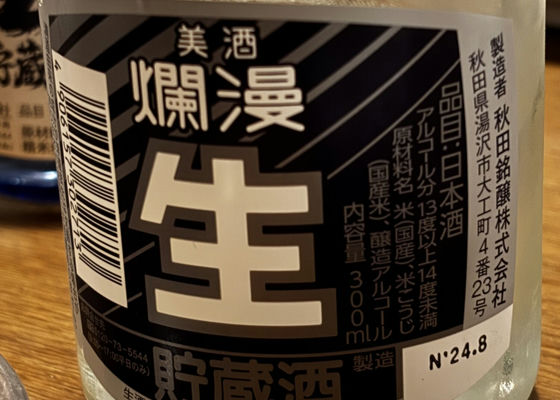 美酒
爛漫
生
貯蔵酒
製造
N'24.8
品目:日本酒
アルコール分13度以上14度未満
原材料名 米(国産)、米こうじ
(国産米)、醸造アルコール
内容量 300ml
製造者 秋田銘醸株式会社
秋田県湯沢市大工町4番23号
貯蔵